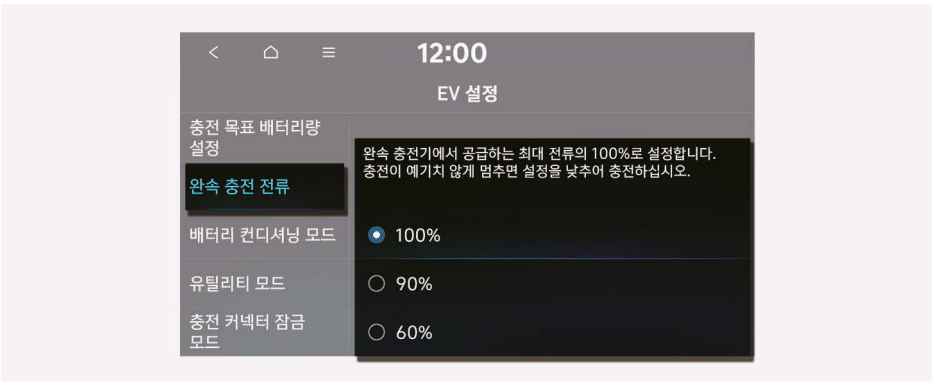 12:00
EV 설정
충전 목표 배터리량
설정
완속 충전 전류
배터리 컨디셔닝 모드
유틸리티 모드
충전 커넥터 잠금
모드
완속 충전기에서 공급하는 최대 전류의 100%로 설정합니다.
충전이 예기치 않게 멈추면 설정을 낮추어 충전하십시오.
100%
90%
60%